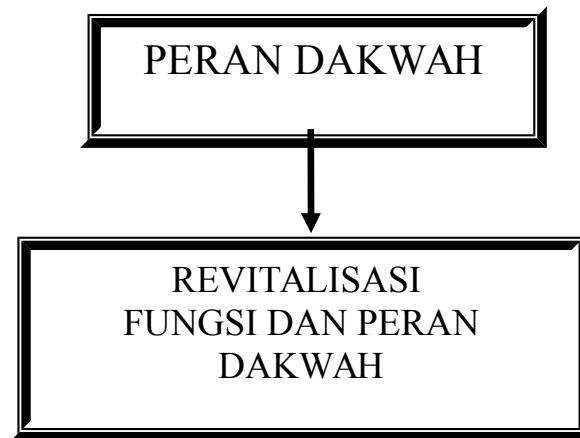 PERAN DAKWAH
REVITALISASI
FUNGSI DAN PERAN
DAKWAH